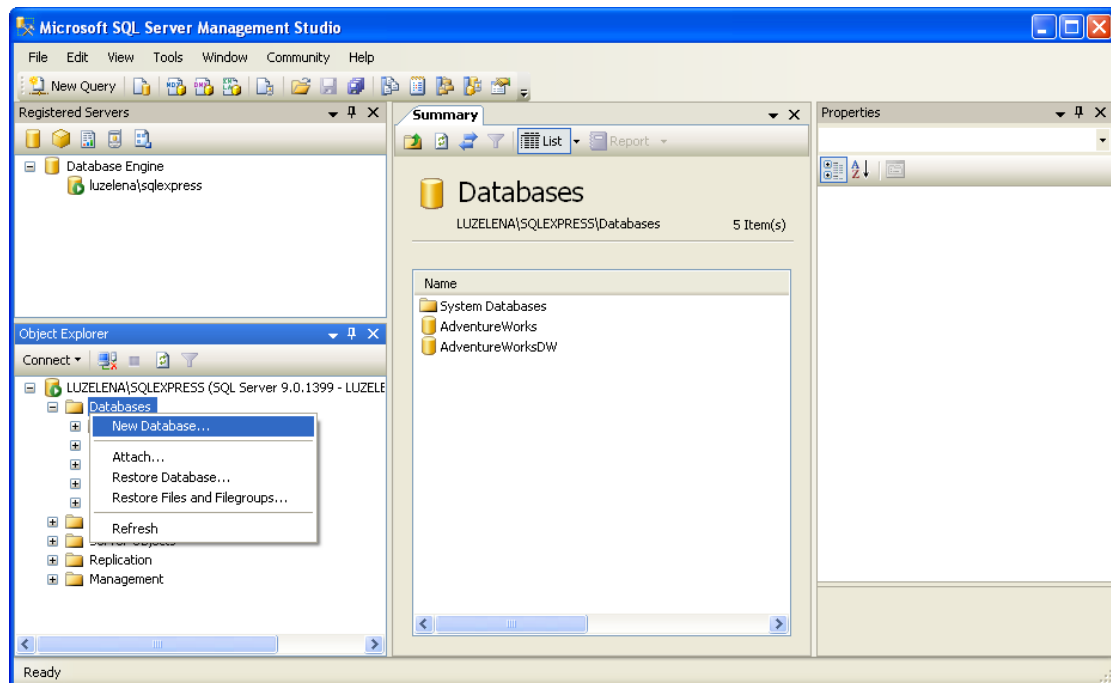 Microsoft SQL Server Management Studio
File Edit View Tools Window Community Help
New Query
Registered Servers
Database Engine
luzelena\sqlexpress
Object Explorer
Connect
LUZELENA\SQLEXPRESS (SQL Server 9.0.1399 - LUZELE
Databases
New Database...
Attach...
Restore Database...
Restore Files and Filegroups...
Refresh
Replication
Management
Summary
List Report
Databases
LUZELENA\SQLEXPRESS\Databases 5 Item(s)
Name
System Databases
AdventureWorks
AdventureWorksDW
Properties
Ready